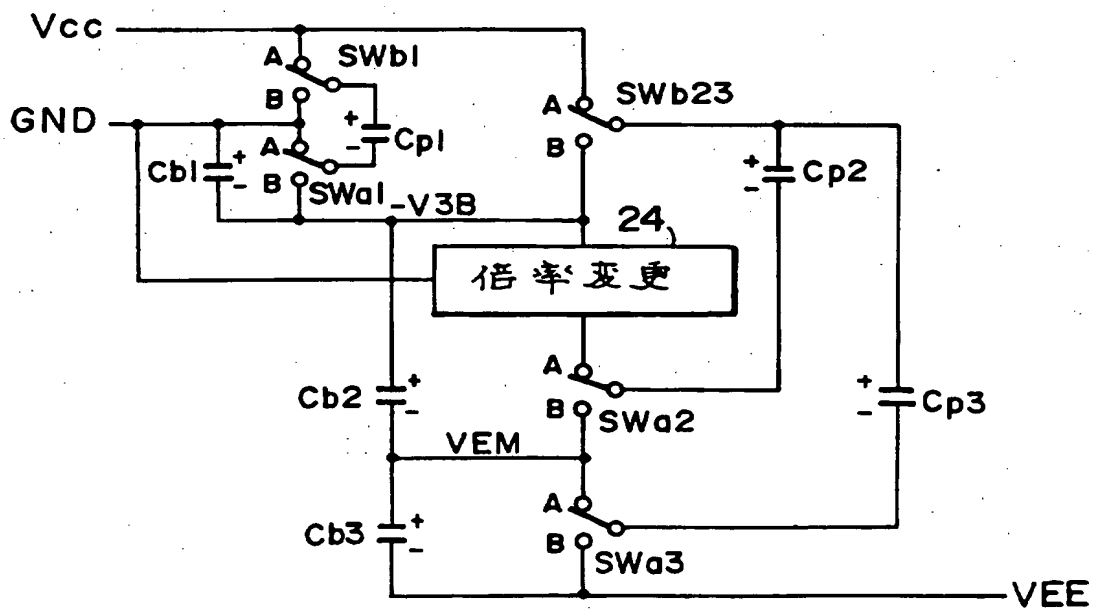 Vcc
A
SWb1
B
+
-
Cp1
GND
Cb1
+
-
A
B
SWa1
-V3B
A
SWb23
B
+
-
Cp2
24
倍率変更
A
B
SWa2
Cb2
+
-
+
-
Cp3
VEM
A
B
SWa3
Cb3
+
-
VEE